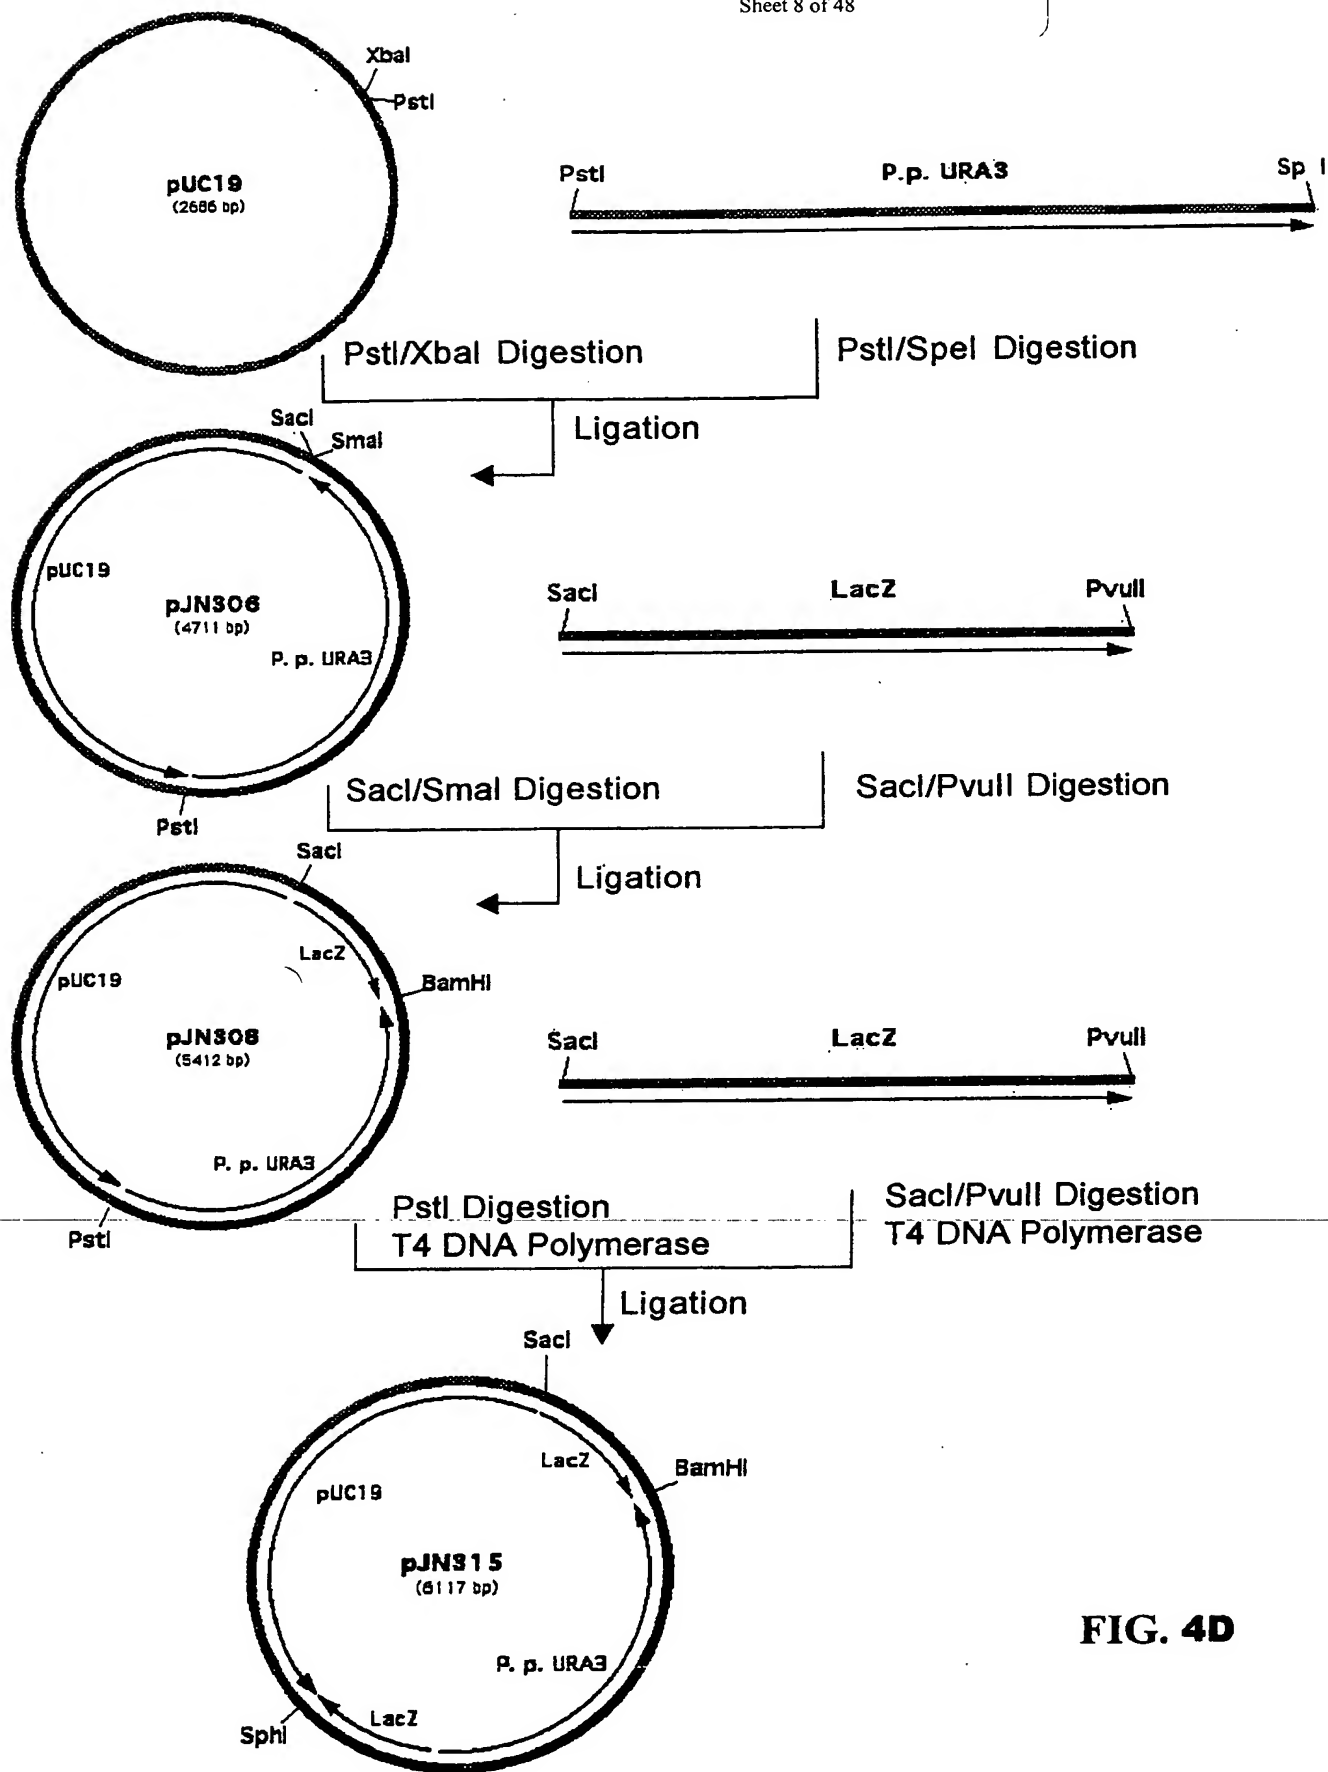 Sheet 8 of 48
XbaI
PstI
pUC19
(2686 bp)
PstI
P.p. URA3
Sp I
PstI/XbaI Digestion
PstI/SpeI Digestion
Ligation
SacI
SmaI
pUC19
pJN306
(4711 bp)
P. p. URA3
PstI
SacI
LacZ
PvuII
SacI/SmaI Digestion
SacI/PvuII Digestion
Ligation
SacI
LacZ
pUC19
BamHI
pJN308
(5412 bp)
P. p. URA3
PstI
SacI
LacZ
PvuII
PstI Digestion
T4 DNA Polymerase
SacI/PvuII Digestion
T4 DNA Polymerase
Ligation
SacI
LacZ
BamHI
pUC19
pJN315
(6117 bp)
P. p. URA3
LacZ
SphI
FIG. 4D